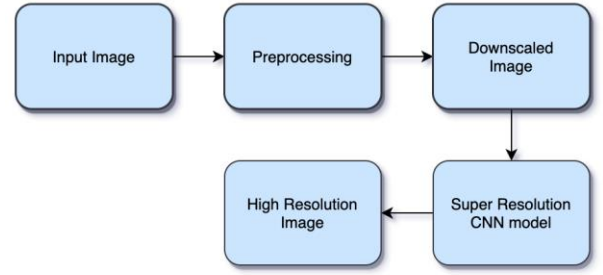 Input Image
Preprocessing
Downscaled
Image
Super Resolution
CNN model
High Resolution
Image